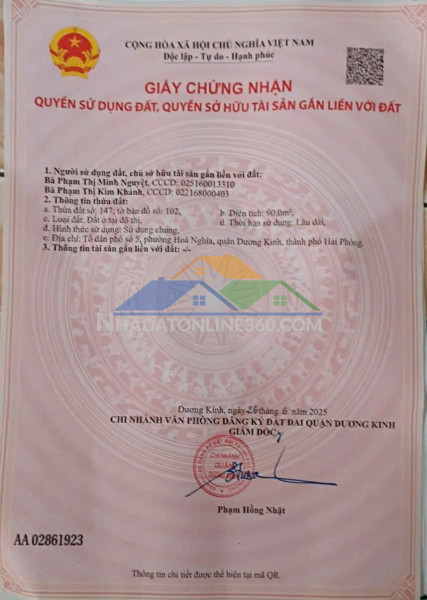 CỘNG HÒA XÃ HỘI CHỦ NGHĨA VIỆT NAM
Độc lập - Tự do - Hạnh phúc
GIẤY CHỨNG NHẬN
QUYỀN SỬ DỤNG ĐẤT, QUYỀN SỞ HỮU TÀI SẢN GẮN LIỀN VỚI ĐẤT
1. Người sử dụng đất, chủ sở hữu tài sản gắn liền với đất:
Bà Phạm Thị Minh Nguyệt, CCCD: 025160013310
Bà Phạm Thị Kim Khánh, CCCD: 022168000403
2. Thông tin thửa đất:
a. Thửa đất số: 147; tờ bản đồ số: 102, b. Diện tích: 90,0m²,
c. Loại đất: Đất ở tại đô thị, d. Thời hạn sử dụng: Lâu dài,
đ. Hình thức sử dụng: Sử dụng chung,
e. Địa chỉ: Tổ dân phố số 5, phường Hoà Nghĩa, quận Dương Kinh, thành phố Hải Phòng.
3. Thông tin tài sản gắn liền với đất: -/-
NHADATONLINE360.COM
Dương Kinh, ngày 26 tháng 6 năm 2025
CHI NHÁNH VĂN PHÒNG ĐĂNG KÝ ĐẤT ĐAI QUẬN DƯƠNG KINH
GIÁM ĐỐC
CHI NHÁNH
QUẬN
Phạm Hồng Nhật
AA 02861923
Thông tin chi tiết được thể hiện tại mã QR.